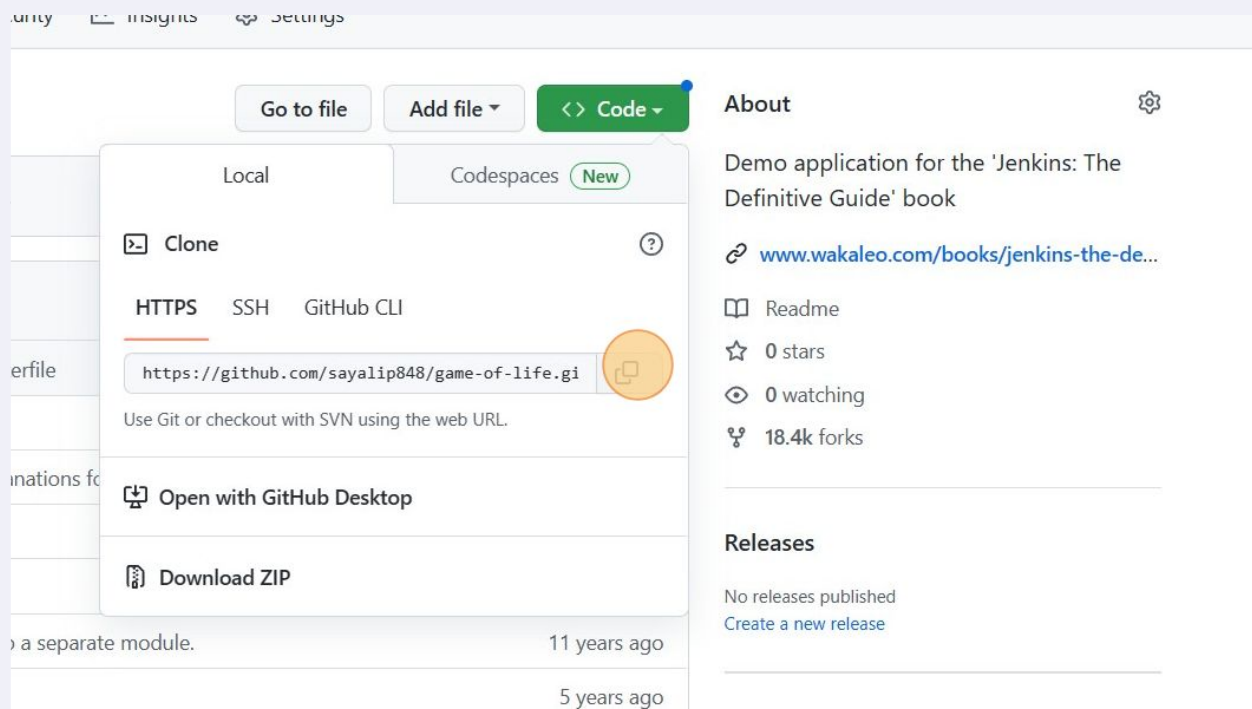 Insights
Settings
Go to file
Add file
Code
Local
Codespaces
New
Clone
HTTPS
SSH
GitHub CLI
https://github.com/sayalip848/game-of-life.gi
Use Git or checkout with SVN using the web URL.
Open with GitHub Desktop
Download ZIP
erfile
nations fo
a separate module.
11 years ago
5 years ago
About
Demo application for the 'Jenkins: The
Definitive Guide' book
www.wakaleo.com/books/jenkins-the-de...
Readme
0 stars
0 watching
18.4k forks
Releases
No releases published
Create a new release